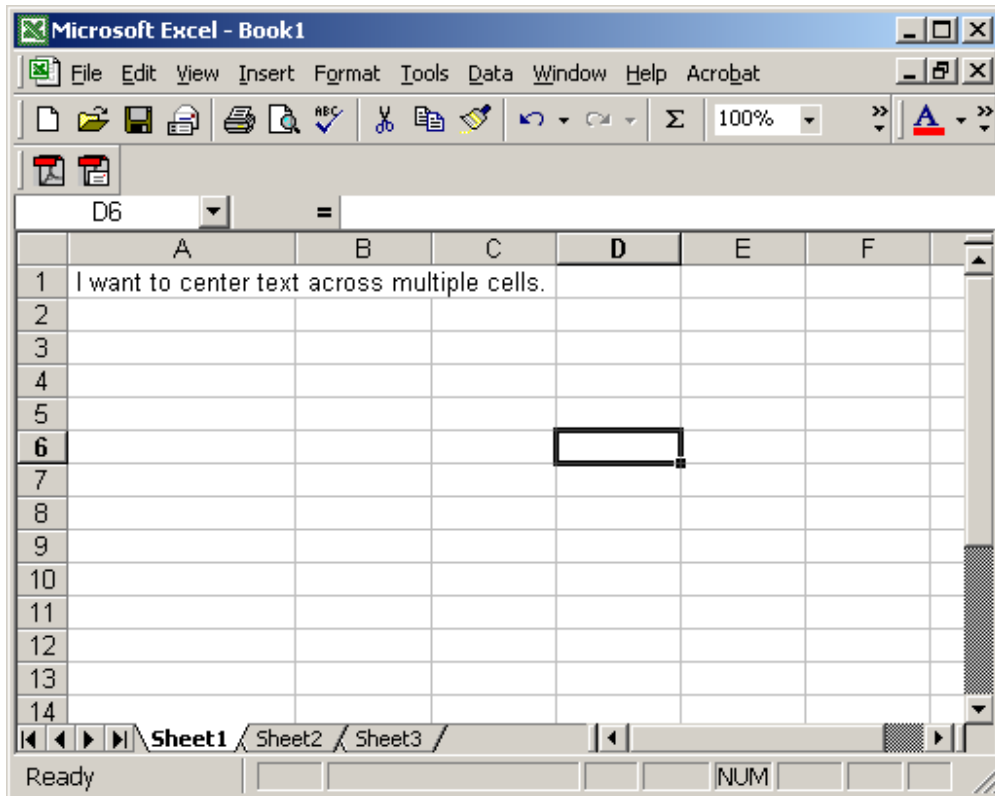 Microsoft Excel - Book1
File Edit View Insert Format Tools Data Window Help Acrobat
ABC Σ 100% » A »
D6 =
A B C D E F
1 I want to center text across multiple cells.
2
3
4
5
6
7
8
9
10
11
12
13
14
Sheet1 Sheet2 Sheet3
Ready NUM